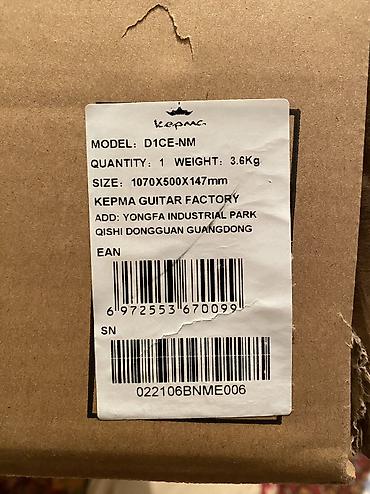 Kepma
MODEL: D1CE-NM
QUANTITY: 1 WEIGHT: 3.6Kg
SIZE: 1070X500X147mm
KEPMA GUITAR FACTORY
ADD: YONGFA INDUSTRIAL PARK
QISHI DONGGUAN GUANGDONG
EAN
6 972553 670099
SN
022106BNME006